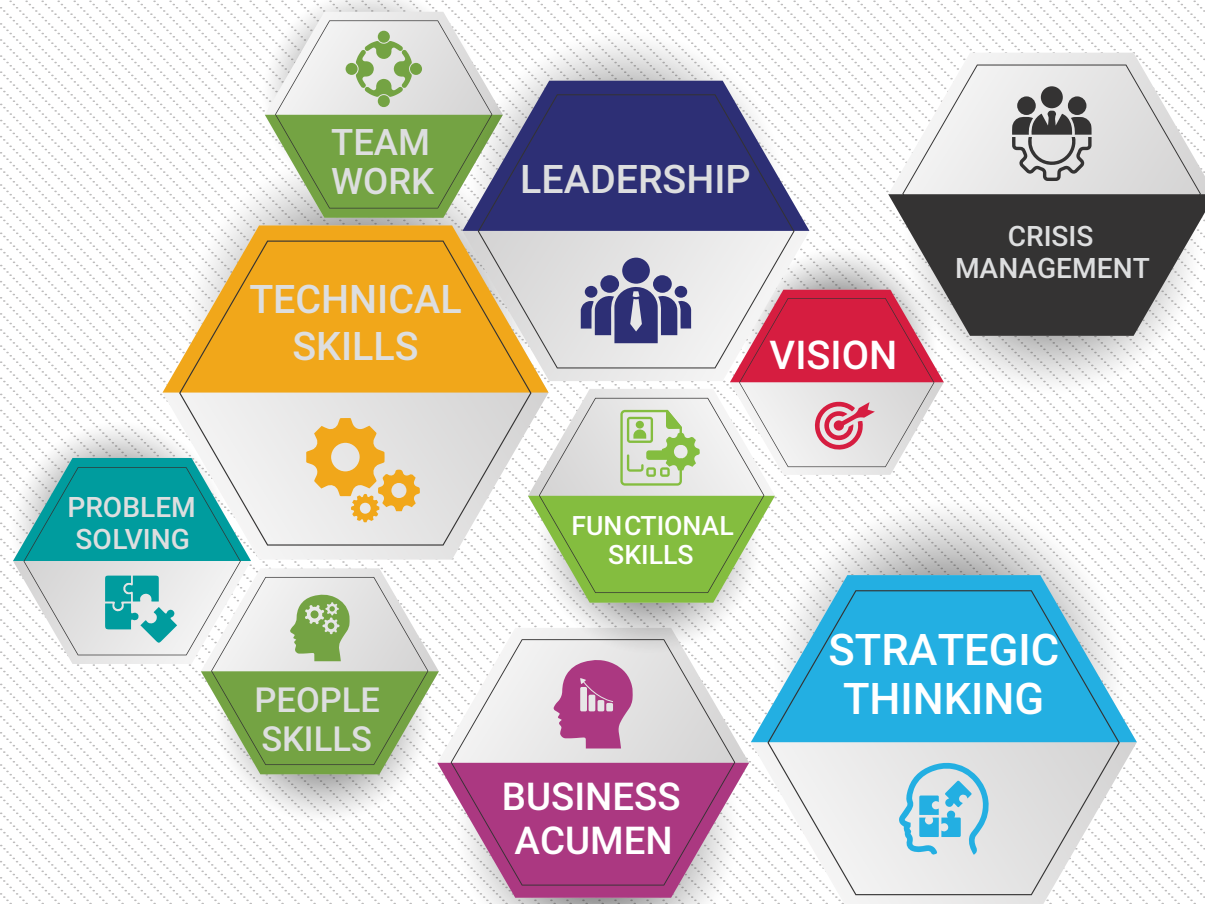 TEAM
WORK
LEADERSHIP
CRISIS
MANAGEMENT
TECHNICAL
SKILLS
VISION
PROBLEM
SOLVING
FUNCTIONAL
SKILLS
PEOPLE
SKILLS
STRATEGIC
THINKING
BUSINESS
ACUMEN